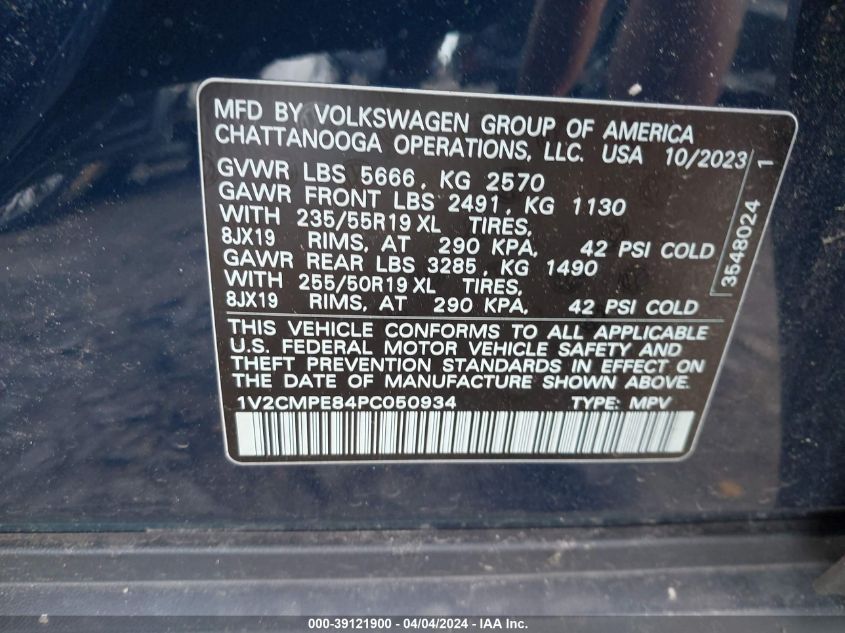 MFD BY VOLKSWAGEN GROUP OF AMERICA
CHATTANOOGA OPERATIONS, LLC. USA 10/2023
GVWR LBS 5666, KG 2570
GAWR FRONT LBS 2491, KG 1130
WITH 235/55R19 XL TIRES,
8JX19 RIMS, AT 290 KPA, 42 PSI COLD
GAWR REAR LBS 3285, KG 1490
WITH 255/50R19 XL TIRES,
8JX19 RIMS, AT 290 KPA, 42 PSI COLD
3548024 1
THIS VEHICLE CONFORMS TO ALL APPLICABLE
U.S. FEDERAL MOTOR VEHICLE SAFETY AND
THEFT PREVENTION STANDARDS IN EFFECT ON
THE DATE OF MANUFACTURE SHOWN ABOVE.
1V2CMPE84PC050934 TYPE: MPV
000-39121900 - 04/04/2024 - IAA Inc.